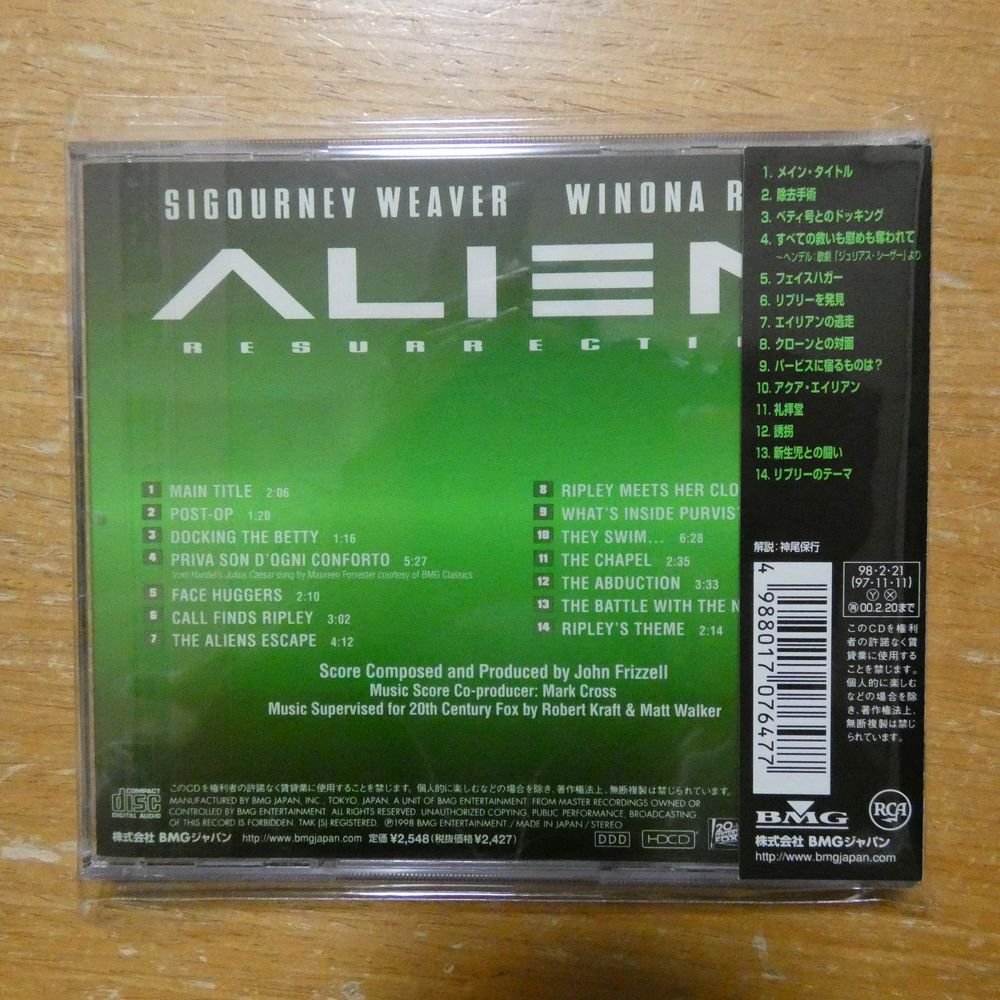 SIGOURNEY WEAVER WINONA R
ALIEN
RESURRECTI
1 MAIN TITLE 2:06
2 POST-OP 1:20
3 DOCKING THE BETTY 1:16
4 PRIVA SON D'OGNI CONFORTO 5:27
from Handel's Julius Caesar sung by Maureen Forrester courtesy of BMG Classics
5 FACE HUGGERS 2:10
6 CALL FINDS RIPLEY 3:02
7 THE ALIENS ESCAPE 4:12
8 RIPLEY MEETS HER CLO
9 WHAT'S INSIDE PURVIS
10 THEY SWIM... 6:28
11 THE CHAPEL 2:35
12 THE ABDUCTION 3:33
13 THE BATTLE WITH THE N
14 RIPLEY'S THEME 2:14
Score Composed and Produced by John Frizzell
Music Score Co-producer: Mark Cross
Music Supervised for 20th Century Fox by Robert Kraft & Matt Walker
COMPACT
disc
DIGITAL AUDIO
このCDを権利者の許諾なく賃貸業に使用することを禁じます。個人的に楽しむなどの場合を除き、著作権法上、無断複製は禁じられています。
MANUFACTURED BY BMG JAPAN, INC., TOKYO, JAPAN, A UNIT OF BMG ENTERTAINMENT. FROM MASTER RECORDINGS OWNED OR
CONTROLLED BY BMG ENTERTAINMENT. ALL RIGHTS RESERVED. UNAUTHORIZED COPYING, PUBLIC PERFORMANCE, BROADCASTING
OF THIS RECORD IS FORBIDDEN. TMK (S) REGISTERED. ℗1998 BMG ENTERTAINMENT / MADE IN JAPAN / STEREO
株式会社 BMGジャパン http://www.bmgjapan.com 定価¥2,548(税抜価格¥2,427) DDD HDCD
1. メイン・タイトル
2. 除去手術
3. ベティ号とのドッキング
4. すべての救いも慰めも奪われて
〜ヘンデル:歌劇「ジュリアス・シーザー」より
5. フェイスハガー
6. リプリーを発見
7. エイリアンの逃走
8. クローンとの対面
9. パービスに宿るものは?
10. アクア・エイリアン
11. 礼拝堂
12. 誘拐
13. 新生児との闘い
14. リプリーのテーマ
解説:神尾保行
4 988017 076477
98・2・21
(97・11・11)
Ⓨ Ⓧ
再00.2.20まで
このCDを権利
者の許諾なく賃
貸業に使用する
ことを禁じます。
個人的に楽しむ
などの場合を除
き、著作権法上、
無断複製は禁じ
られています。
BMG
RCA
株式会社 BMGジャパン
http://www.bmgjapan.com